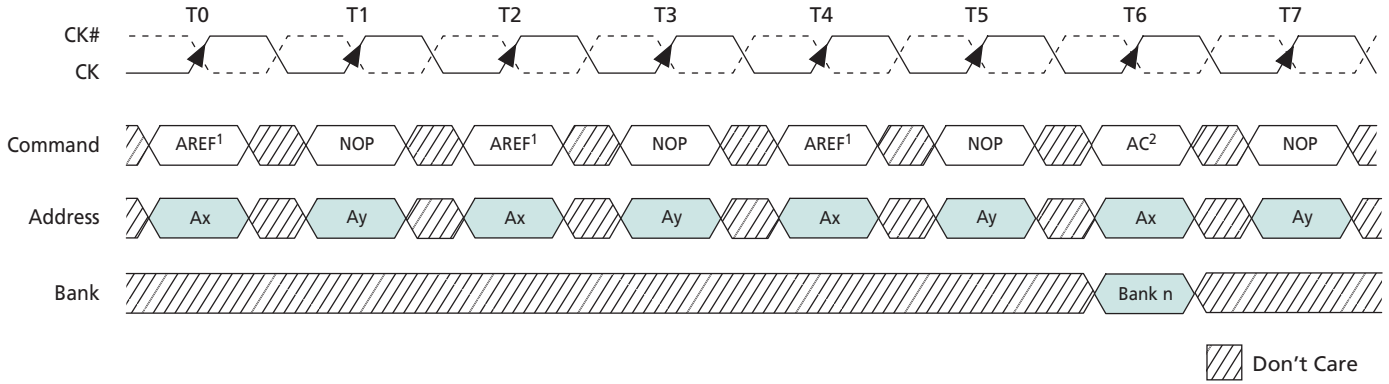 T0 T1 T2 T3 T4 T5 T6 T7
CK#
CK
Command AREF1 NOP AREF1 NOP AREF1 NOP AC2 NOP
Address Ax Ay Ax Ay Ax Ay Ax Ay
Bank Bank n
Don't Care